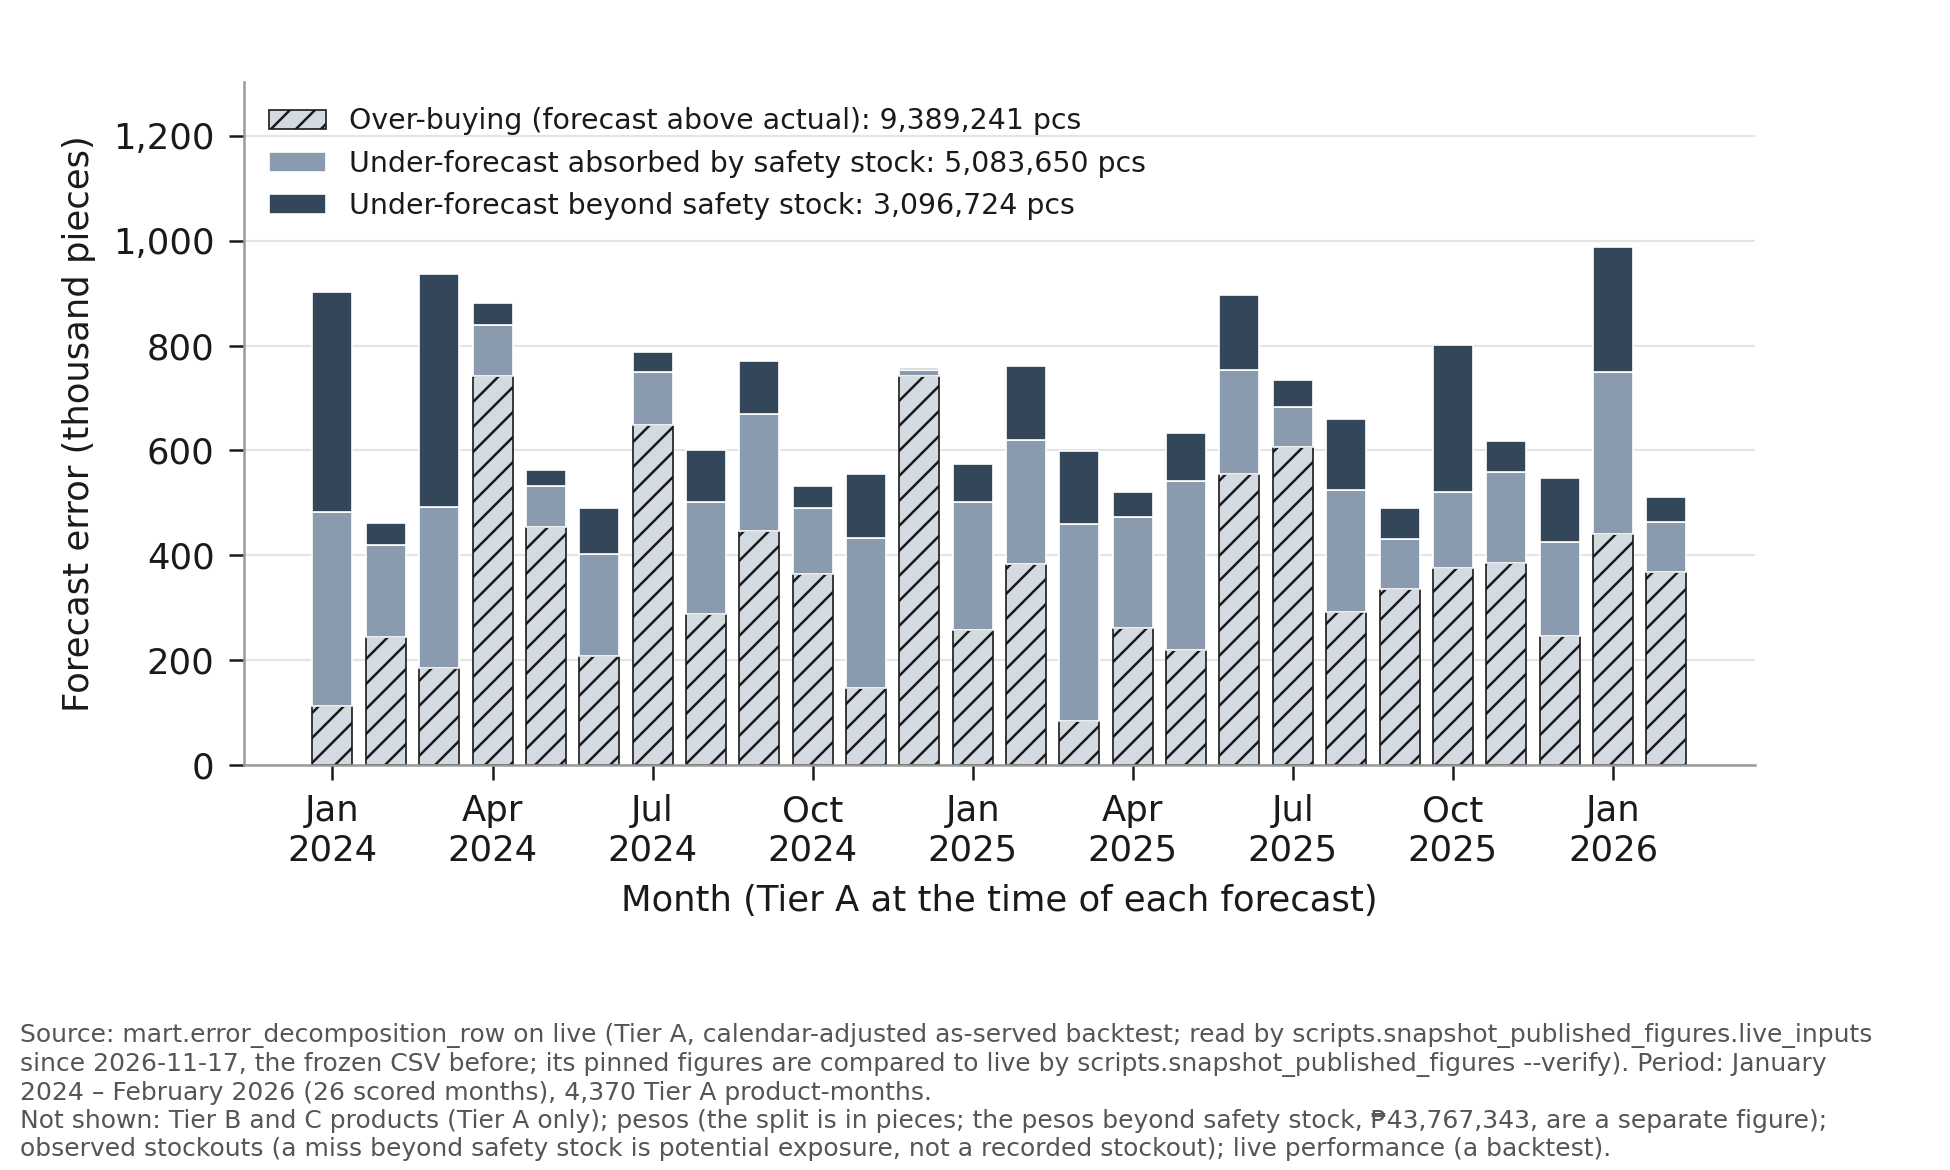 Over-buying (forecast above actual): 9,389,241 pcs
Under-forecast absorbed by safety stock: 5,083,650 pcs
Under-forecast beyond safety stock: 3,096,724 pcs
Forecast error (thousand pieces)
1,200
1,000
800
600
400
200
0
Jan Apr Jul Oct Jan Apr Jul Oct Jan
2024 2024 2024 2024 2025 2025 2025 2025 2026
Month (Tier A at the time of each forecast)
Source: mart.error_decomposition_row on live (Tier A, calendar-adjusted as-served backtest; read by scripts.snapshot_published_figures.live_inputs
since 2026-11-17, the frozen CSV before; its pinned figures are compared to live by scripts.snapshot_published_figures --verify). Period: January
2024 – February 2026 (26 scored months), 4,370 Tier A product-months.
Not shown: Tier B and C products (Tier A only); pesos (the split is in pieces; the pesos beyond safety stock, ₱43,767,343, are a separate figure);
observed stockouts (a miss beyond safety stock is potential exposure, not a recorded stockout); live performance (a backtest).